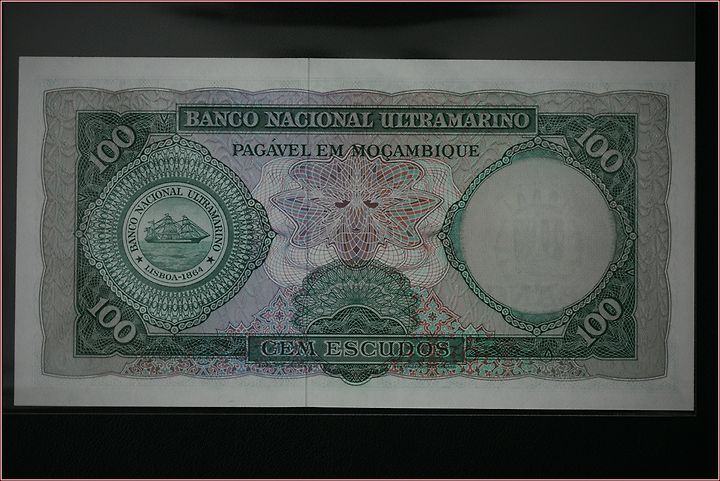 BANCO NACIONAL ULTRAMARINO
PAGÁVEL EM MOÇAMBIQUE
100
100
BANCO NACIONAL ULTRAMARINO
★ LISBOA-1864 ★
100
100
CEM ESCUDOS